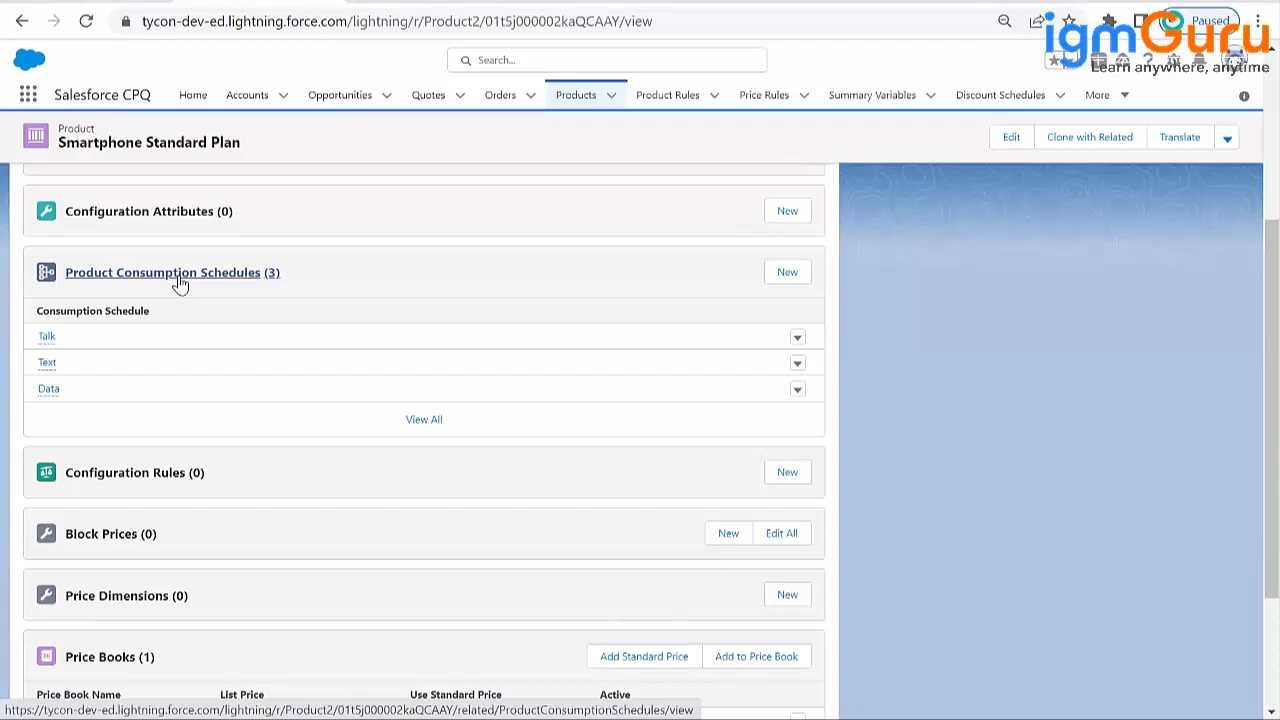 tycon-dev-ed.lightning.force.com/lightning/r/Product2/01t5j000002kaQCAAY/view
Paused
igmGuru
Learn anywhere, anytime
Search...
Salesforce CPQ
Home
Accounts
Opportunities
Quotes
Orders
Products
Product Rules
Price Rules
Summary Variables
Discount Schedules
More
Product
Smartphone Standard Plan
Edit
Clone with Related
Translate
Configuration Attributes (0)
New
Product Consumption Schedules (3)
New
Consumption Schedule
Talk
Text
Data
View All
Configuration Rules (0)
New
Block Prices (0)
New
Edit All
Price Dimensions (0)
New
Price Books (1)
Add Standard Price
Add to Price Book
Price Book Name
List Price
Use Standard Price
Active
https://tycon-dev-ed.lightning.force.com/lightning/r/Product2/01t5j000002kaQCAAY/related/ProductConsumptionSchedules/view